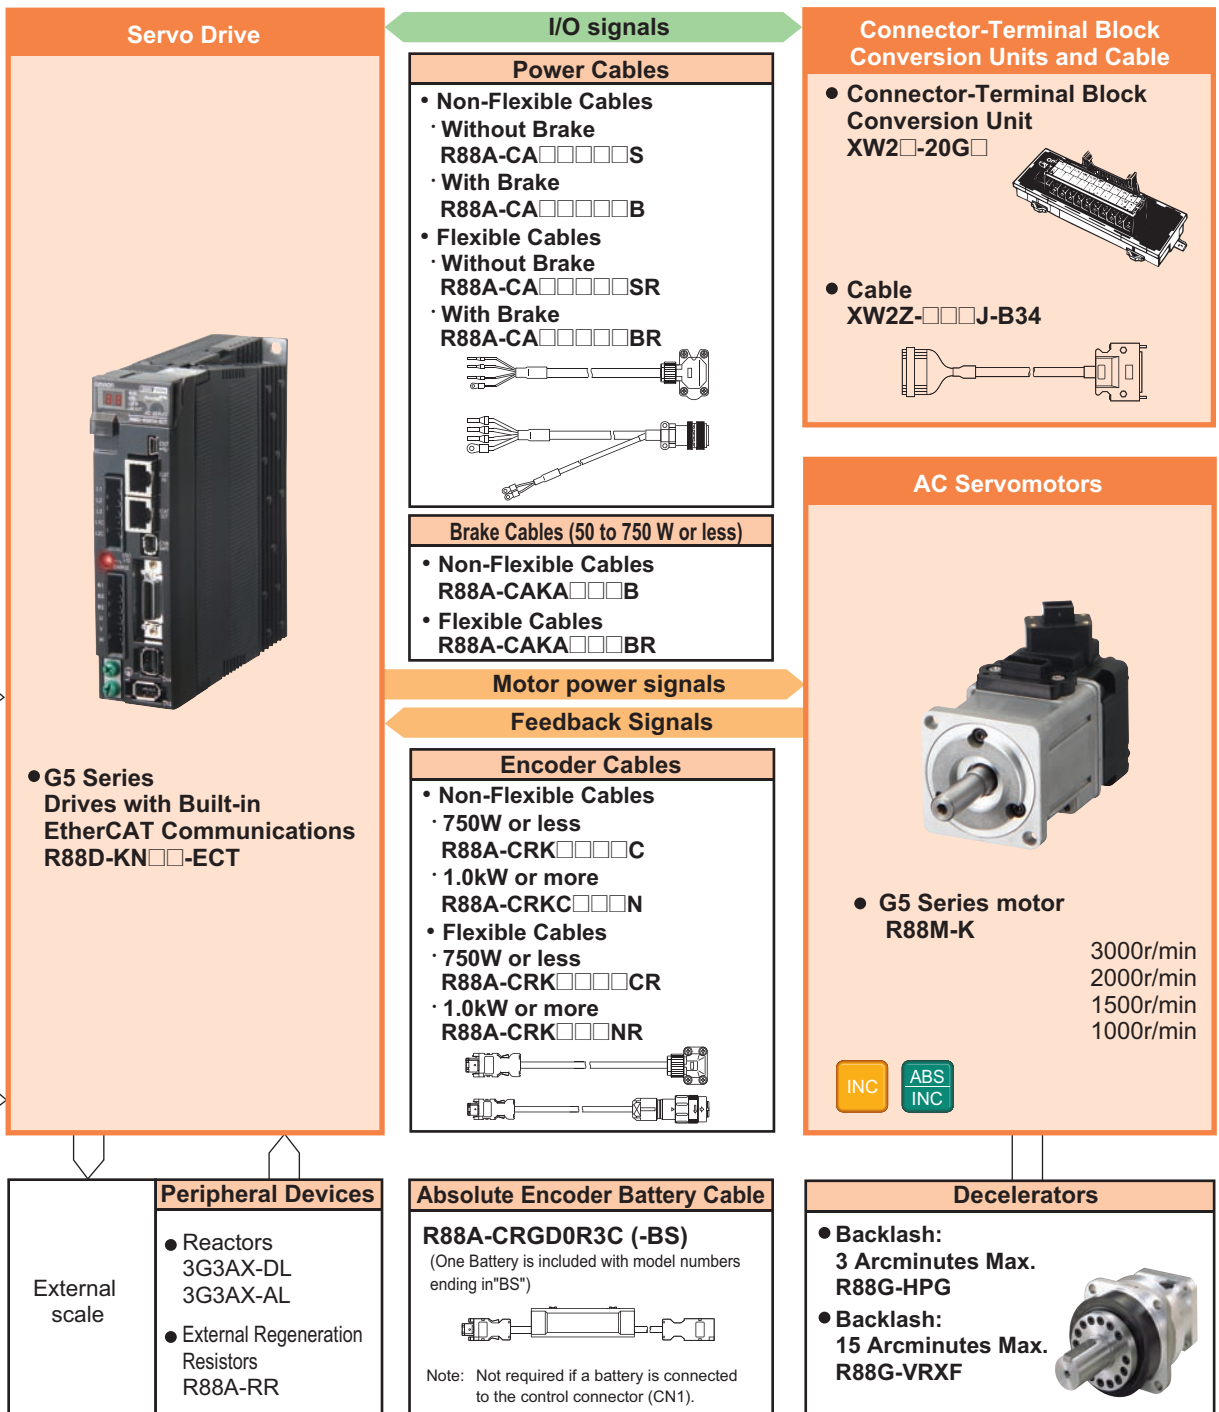 Servo Drive
• G5 Series
Drives with Built-in
EtherCAT Communications
R88D-KN□□-ECT
I/O signals
Power Cables
• Non-Flexible Cables
· Without Brake
R88A-CA□□□□□S
· With Brake
R88A-CA□□□□□B
• Flexible Cables
· Without Brake
R88A-CA□□□□□SR
· With Brake
R88A-CA□□□□□BR
Brake Cables (50 to 750 W or less)
• Non-Flexible Cables
R88A-CAKA□□□B
• Flexible Cables
R88A-CAKA□□□BR
Motor power signals
Feedback Signals
Encoder Cables
• Non-Flexible Cables
· 750W or less
R88A-CRK□□□□C
· 1.0kW or more
R88A-CRKC□□□N
• Flexible Cables
· 750W or less
R88A-CRK□□□□CR
· 1.0kW or more
R88A-CRK□□□NR
Connector-Terminal Block
Conversion Units and Cable
• Connector-Terminal Block
Conversion Unit
XW2□-20G□
• Cable
XW2Z-□□□J-B34
AC Servomotors
• G5 Series motor
R88M-K
3000r/min
2000r/min
1500r/min
1000r/min
INC
ABS
INC
External
scale
Peripheral Devices
• Reactors
3G3AX-DL
3G3AX-AL
• External Regeneration
Resistors
R88A-RR
Absolute Encoder Battery Cable
R88A-CRGD0R3C (-BS)
(One Battery is included with model numbers
ending in"BS")
Note: Not required if a battery is connected
to the control connector (CN1).
Decelerators
• Backlash:
3 Arcminutes Max.
R88G-HPG
• Backlash:
15 Arcminutes Max.
R88G-VRXF